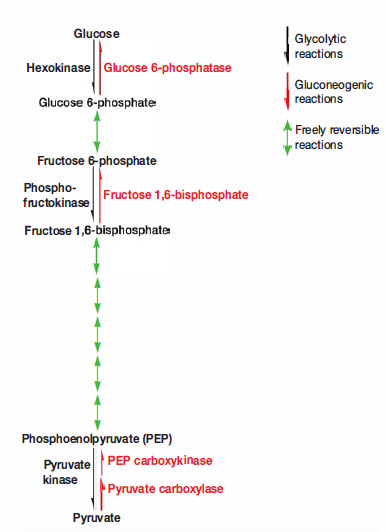 Glucose
Hexokinase
Glucose 6-phosphatase
Glucose 6-phosphate
Fructose 6-phosphate
Phospho-
fructokinase
Fructose 1,6-bisphosphate
Fructose 1,6-bisphosphate
Phosphoenolpyruvate (PEP)
Pyruvate
kinase
PEP carboxykinase
Pyruvate carboxylase
Pyruvate
Glycolytic
reactions
Gluconeogenic
reactions
Freely reversible
reactions